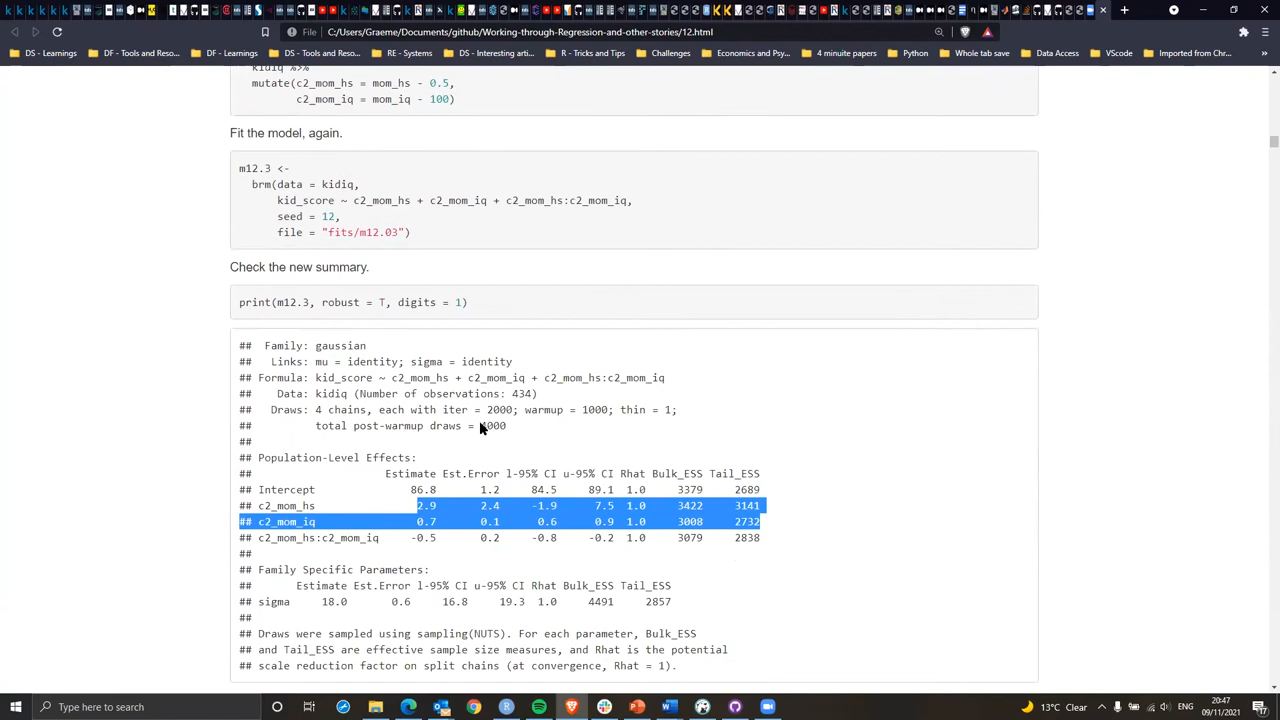 File
C:/Users/Graeme/Documents/github/Working-through-Regression-and-other-stories/12.html
DS - Learnings
DF - Tools and Reso...
DF - Learnings
DS - Tools and Reso...
RE - Systems
DS - Interesting arti...
R - Tricks and Tips
Challenges
Economics and Psy...
4 minute papers
Python
Whole tab save
Data Access
VScode
Imported from Chr...
kidiq %>%
mutate(c2_mom_hs = mom_hs - 0.5,
c2_mom_iq = mom_iq - 100)
Fit the model, again.
m12.3 <-
brm(data = kidiq,
kid_score ~ c2_mom_hs + c2_mom_iq + c2_mom_hs:c2_mom_iq,
seed = 12,
file = "fits/m12.03")
Check the new summary.
print(m12.3, robust = T, digits = 1)
## Family: gaussian
## Links: mu = identity; sigma = identity
## Formula: kid_score ~ c2_mom_hs + c2_mom_iq + c2_mom_hs:c2_mom_iq
## Data: kidiq (Number of observations: 434)
## Draws: 4 chains, each with iter = 2000; warmup = 1000; thin = 1;
## total post-warmup draws = 4000
##
## Population-Level Effects:
## Estimate Est.Error l-95% CI u-95% CI Rhat Bulk_ESS Tail_ESS
## Intercept 86.8 1.2 84.5 89.1 1.0 3379 2689
## c2_mom_hs 2.9 2.4 -1.9 7.5 1.0 3422 3141
## c2_mom_iq 0.7 0.1 0.6 0.9 1.0 3008 2732
## c2_mom_hs:c2_mom_iq -0.5 0.2 -0.8 -0.2 1.0 3079 2838
##
## Family Specific Parameters:
## Estimate Est.Error l-95% CI u-95% CI Rhat Bulk_ESS Tail_ESS
## sigma 18.0 0.6 16.8 19.3 1.0 4491 2857
##
## Draws were sampled using sampling(NUTS). For each parameter, Bulk_ESS
## and Tail_ESS are effective sample size measures, and Rhat is the potential
## scale reduction factor on split chains (at convergence, Rhat = 1).
Type here to search
13°C Clear
20:47
09/11/2021